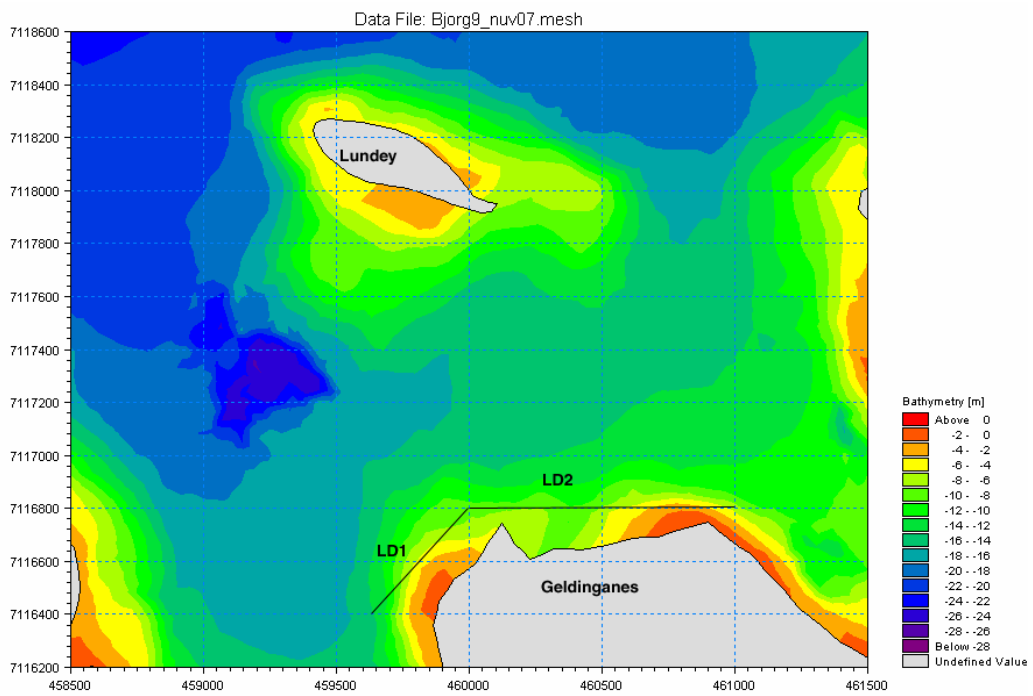 Data File: Bjorg9_nuv07.mesh
7118600
7118400
7118200
7118000
7117800
7117600
7117400
7117200
7117000
7116800
7116600
7116400
7116200
Lundey
LD2
LD1
Geldinganes
458500 459000 459500 460000 460500 461000 461500
Bathymetry [m]
Above 0
-2 - 0
-4 - -2
-6 - -4
-8 - -6
-10 - -8
-12 - -10
-14 - -12
-16 - -14
-18 - -16
-20 - -18
-22 - -20
-24 - -22
-26 - -24
-28 - -26
Below -28
Undefined Value